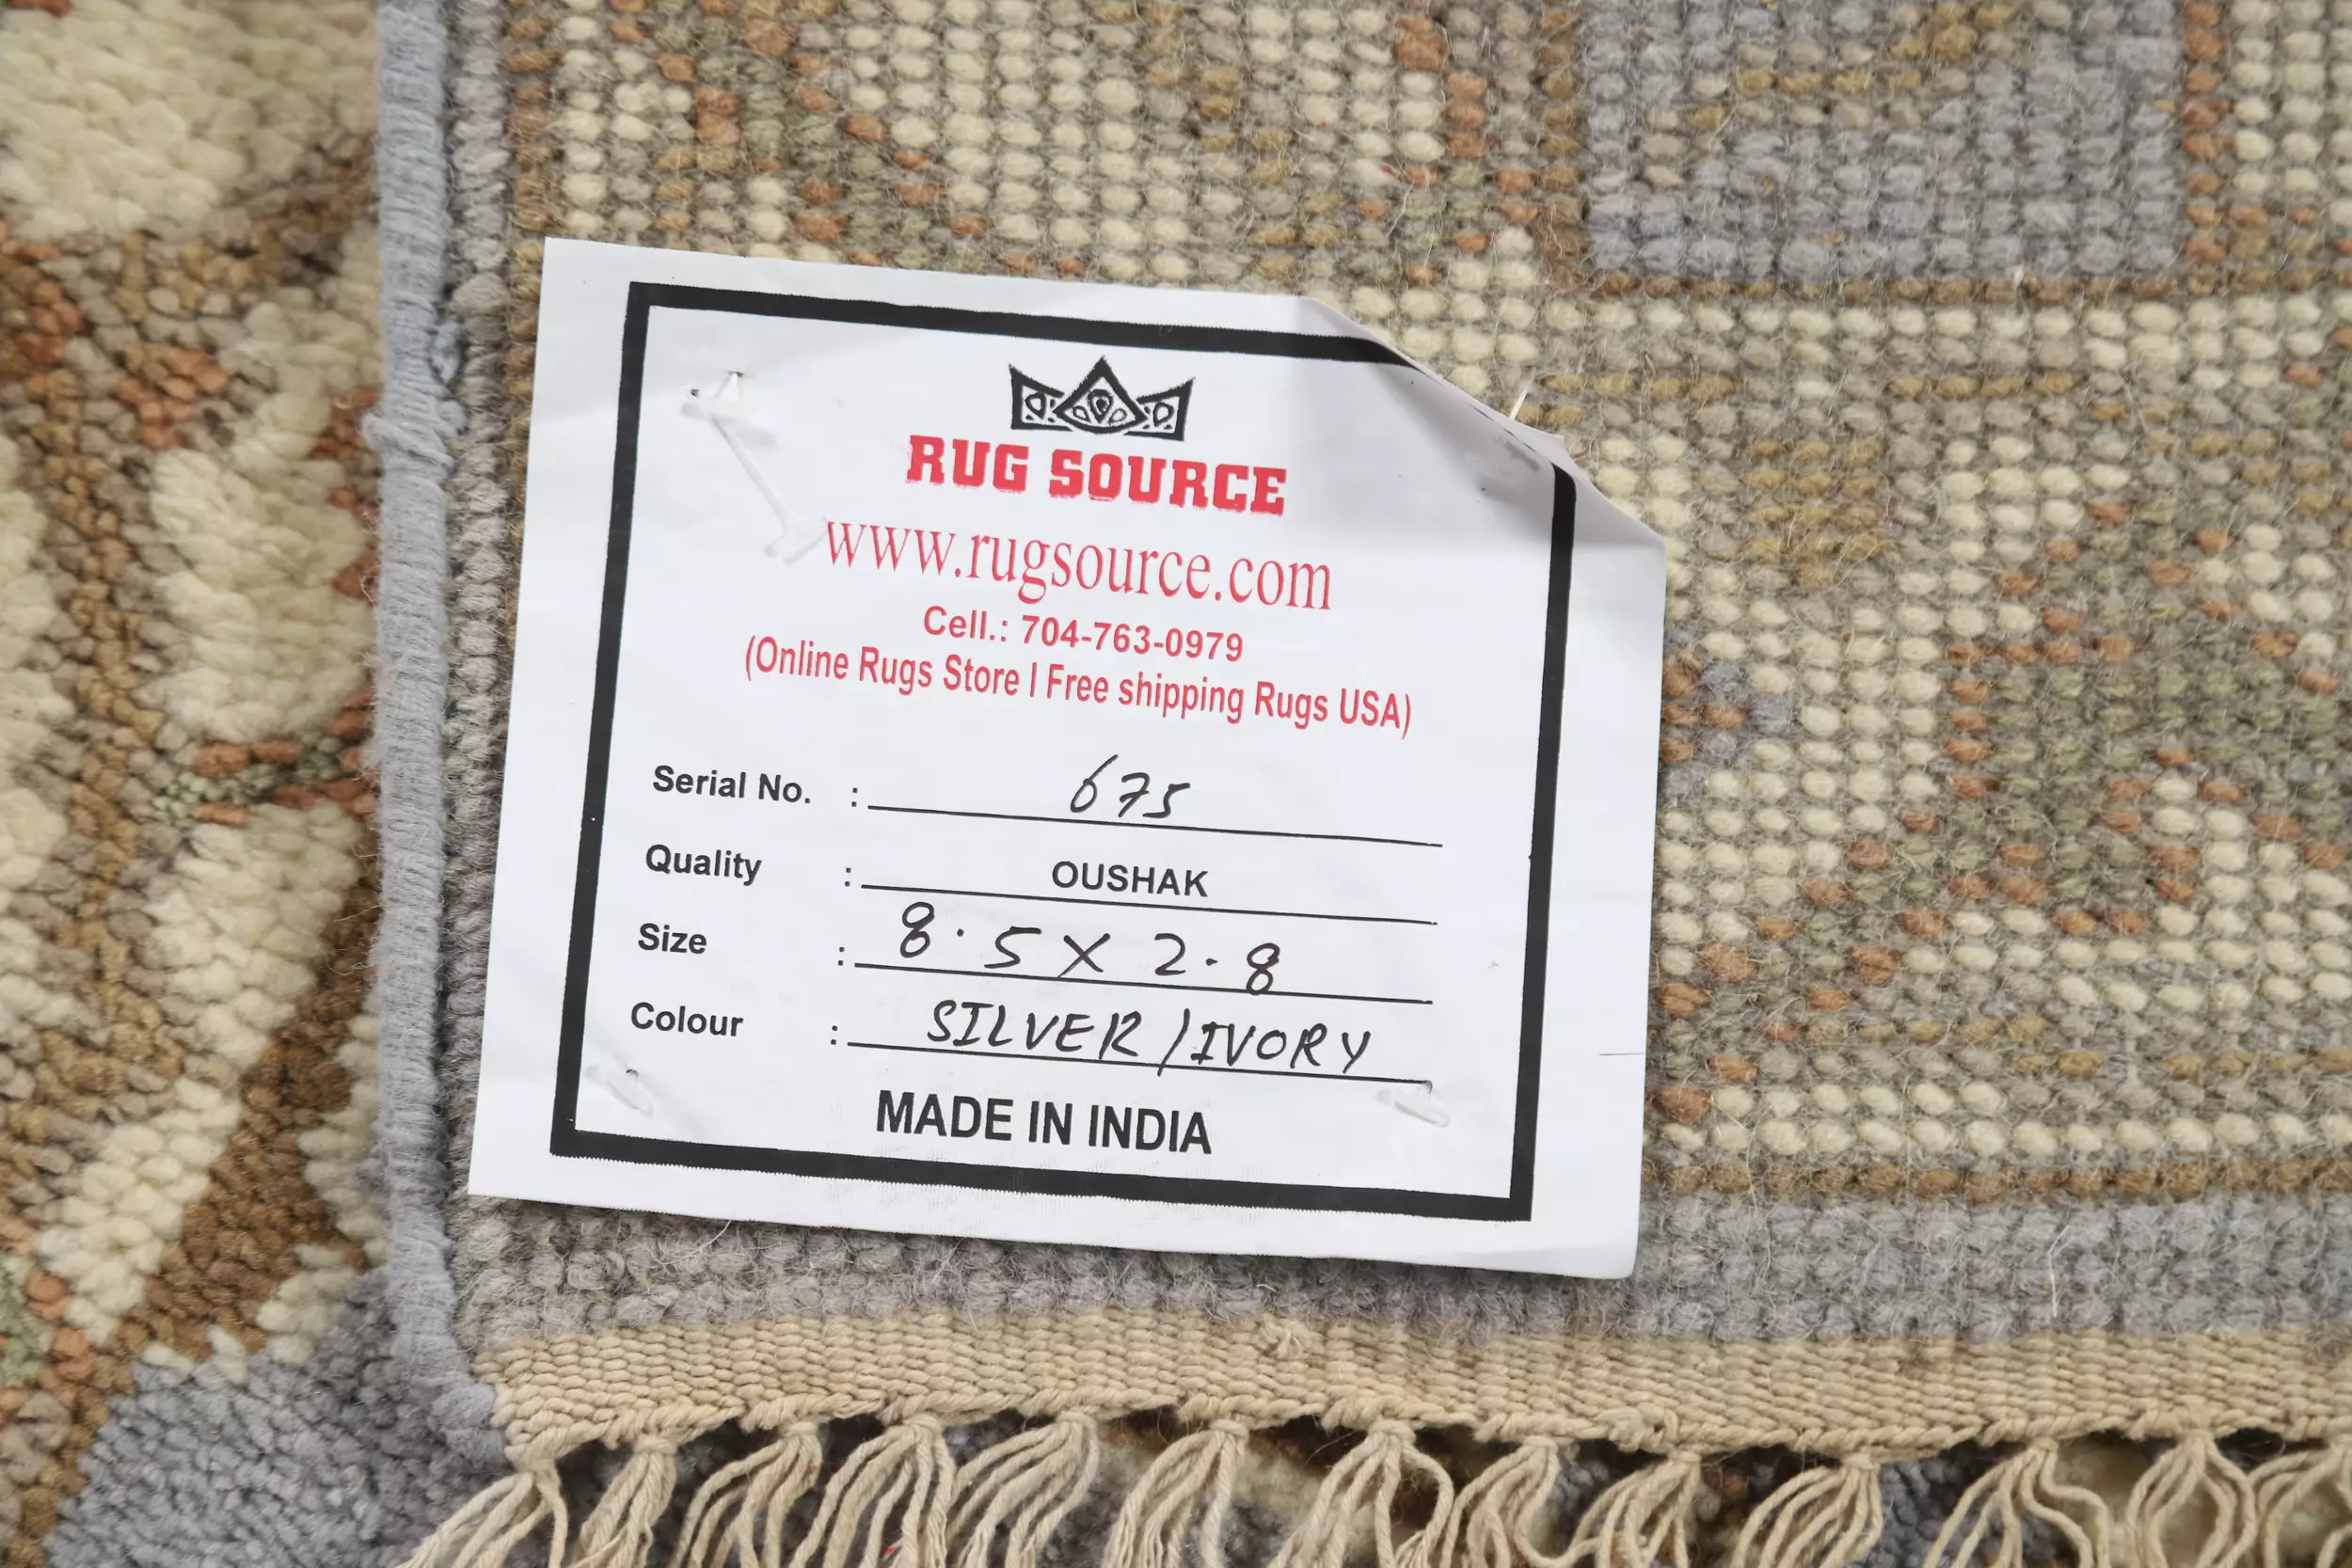 RUG SOURCE
www.rugsource.com
Cell.: 704-763-0979
(Online Rugs Store | Free shipping Rugs USA)
Serial No. : 675
Quality : OUSHAK
Size : 8.5 X 2.8
Colour : SILVER/IVORY
MADE IN INDIA